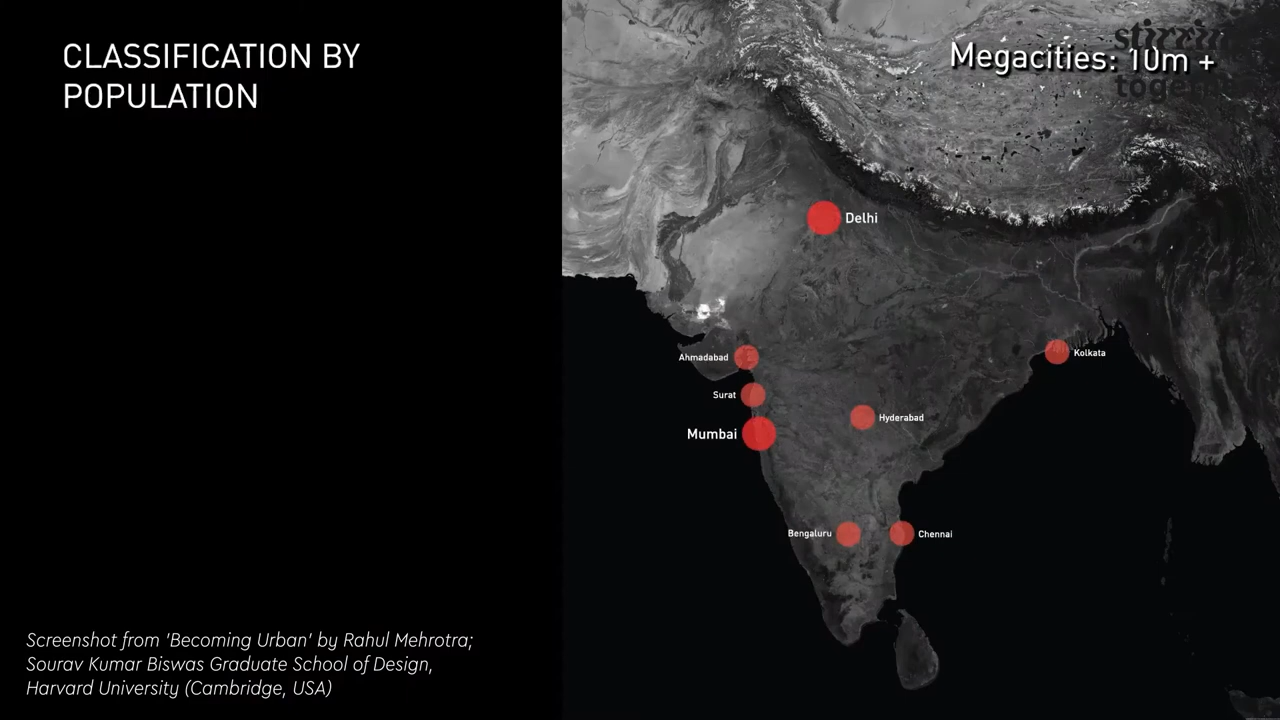 CLASSIFICATION BY
POPULATION
Megacities: 10m +
Delhi
Ahmadabad
Surat
Mumbai
Hyderabad
Kolkata
Bengaluru
Chennai
Screenshot from 'Becoming Urban' by Rahul Mehrotra;
Sourav Kumar Biswas Graduate School of Design,
Harvard University (Cambridge, USA)